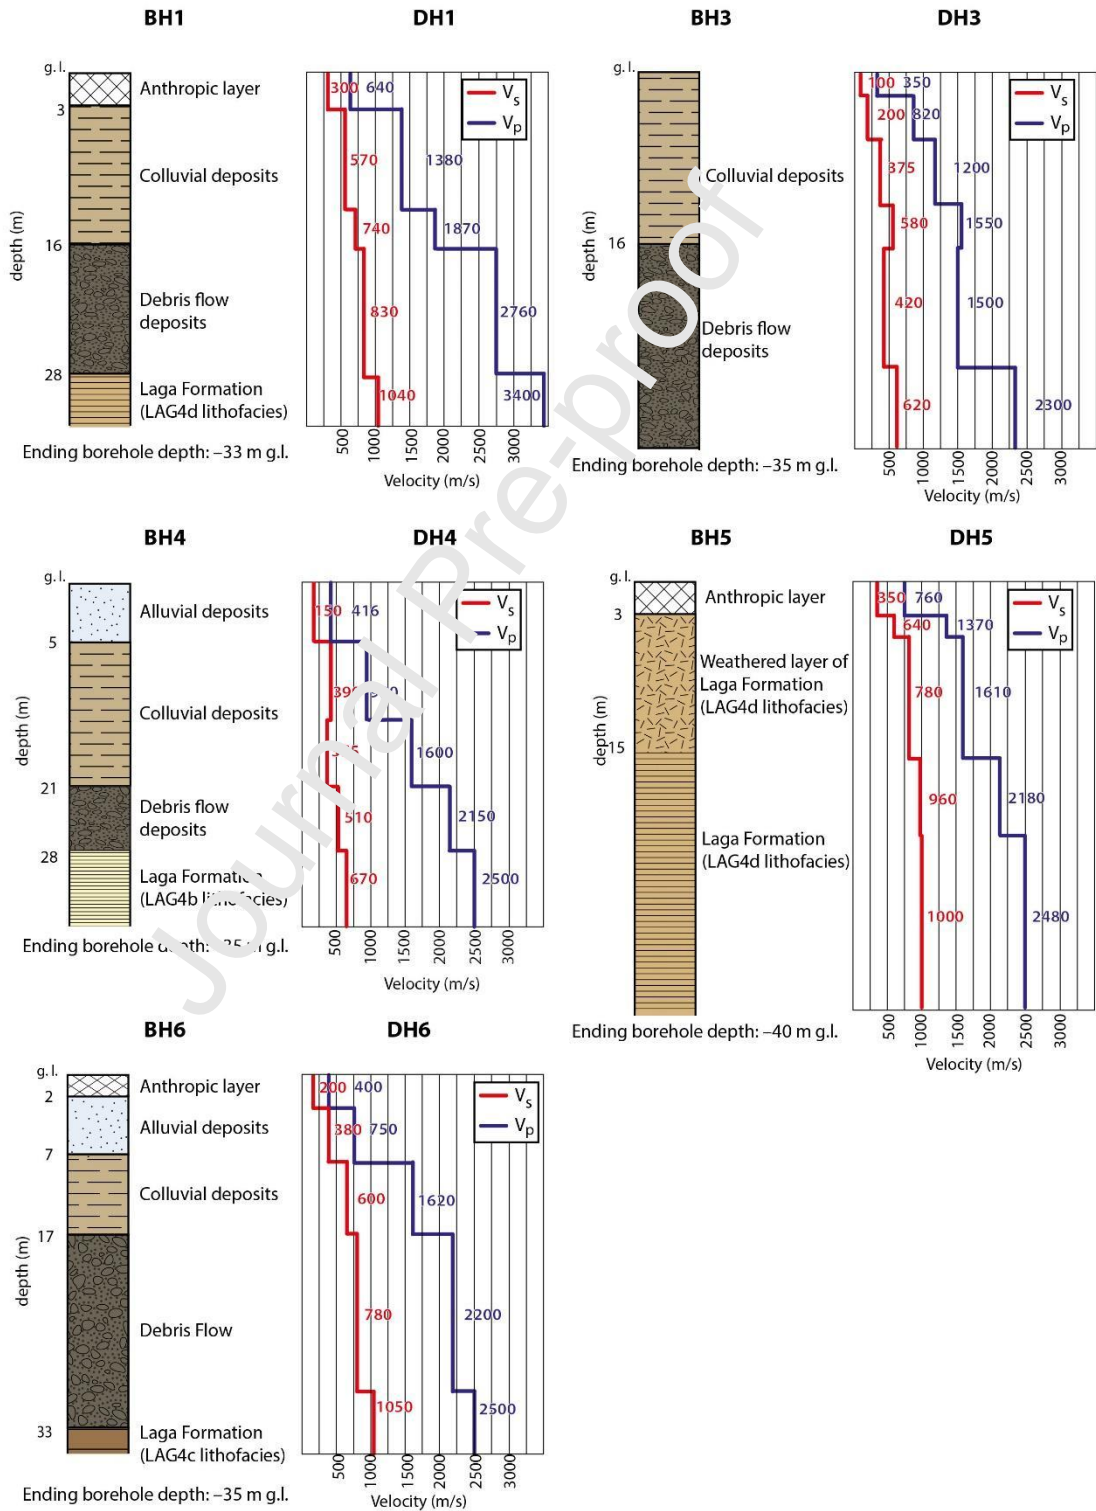 BH1
DH1
g.l.
3
16
28
depth (m)
Anthropic layer
Colluvial deposits
Debris flow
deposits
Laga Formation
(LAG4d lithofacies)
Ending borehole depth: –33 m g.l.
Vs
Vp
300 640
570 1380
740 1870
830 2760
1040 3400
500 1000 1500 2000 2500 3000
Velocity (m/s)
BH3
DH3
g.l.
16
depth (m)
Colluvial deposits
Debris flow
deposits
Ending borehole depth: –35 m g.l.
Vs
Vp
100 350
200 820
375 1200
580 1550
420 1500
620 2300
500 1000 1500 2000 2500 3000
Velocity (m/s)
BH4
DH4
g.l.
5
21
28
depth (m)
Alluvial deposits
Colluvial deposits
Debris flow
deposits
Laga Formation
(LAG4b lithofacies)
Ending borehole depth: –35 m g.l.
Vs
Vp
150 416
1600
510 2150
670 2500
500 1000 1500 2000 2500 3000
Velocity (m/s)
BH5
DH5
g.l.
3
15
depth (m)
Anthropic layer
Weathered layer of
Laga Formation
(LAG4d lithofacies)
Laga Formation
(LAG4d lithofacies)
Ending borehole depth: –40 m g.l.
Vs
Vp
350 760
640 1370
780 1610
960 2180
1000 2480
500 1000 1500 2000 2500 3000
Velocity (m/s)
BH6
DH6
g.l.
2
7
17
33
depth (m)
Anthropic layer
Alluvial deposits
Colluvial deposits
Debris Flow
Laga Formation
(LAG4c lithofacies)
Ending borehole depth: –35 m g.l.
Vs
Vp
200 400
380 750
600 1620
780 2200
1050 2500
500 1000 1500 2000 2500 3000
Velocity (m/s)
Journal Pre-proof